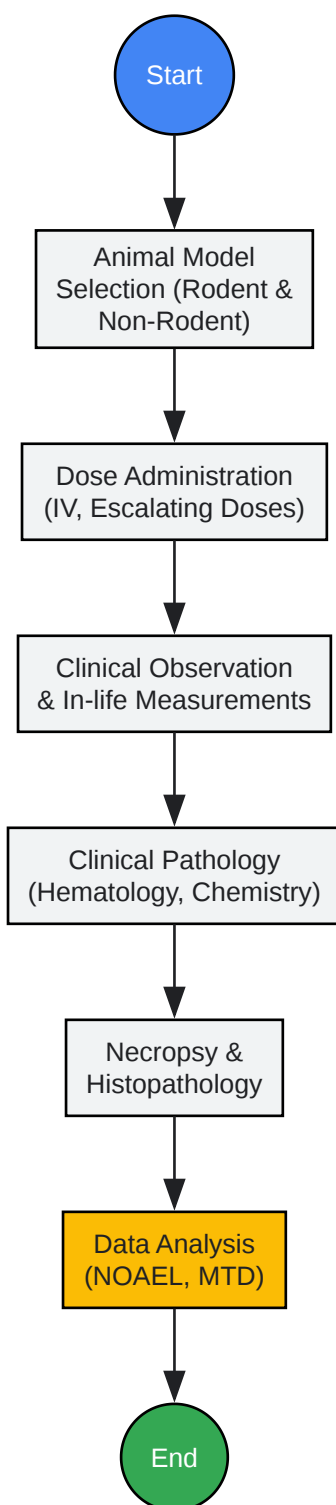 Start
Animal Model
Selection (Rodent &
Non-Rodent)
Dose Administration
(IV, Escalating Doses)
Clinical Observation
& In-life Measurements
Clinical Pathology
(Hematology, Chemistry)
Necropsy &
Histopathology
Data Analysis
(NOAEL, MTD)
End